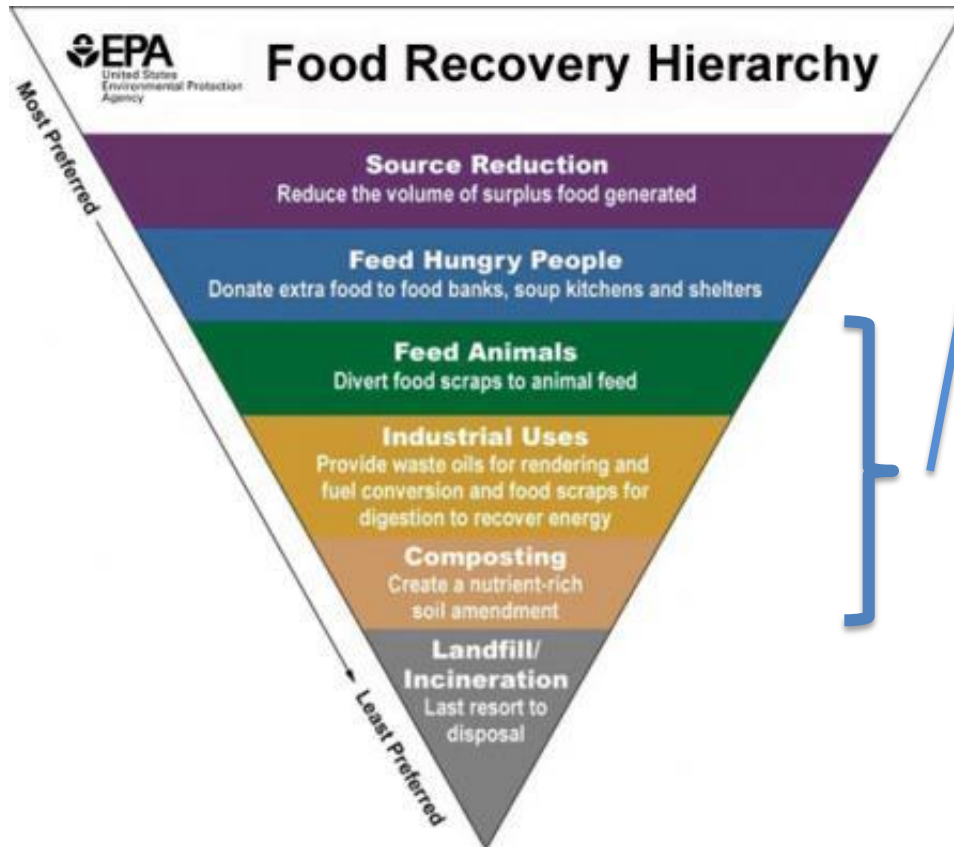 EPA
United States
Environmental Protection
Agency
Food Recovery Hierarchy
Most Preferred
Source Reduction
Reduce the volume of surplus food generated
Feed Hungry People
Donate extra food to food banks, soup kitchens and shelters
Feed Animals
Divert food scraps to animal feed
Industrial Uses
Provide waste oils for rendering and
fuel conversion and food scraps for
digestion to recover energy
Composting
Create a nutrient-rich
soil amendment
Landfill/
Incineration
Last resort to
disposal
Least Preferred